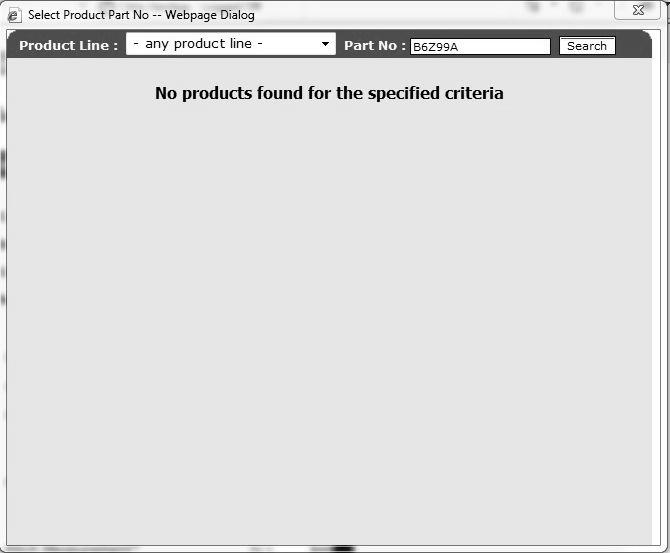 Select Product Part No -- Webpage Dialog
Product Line : - any product line - Part No : B6Z99A Search
No products found for the specified criteria